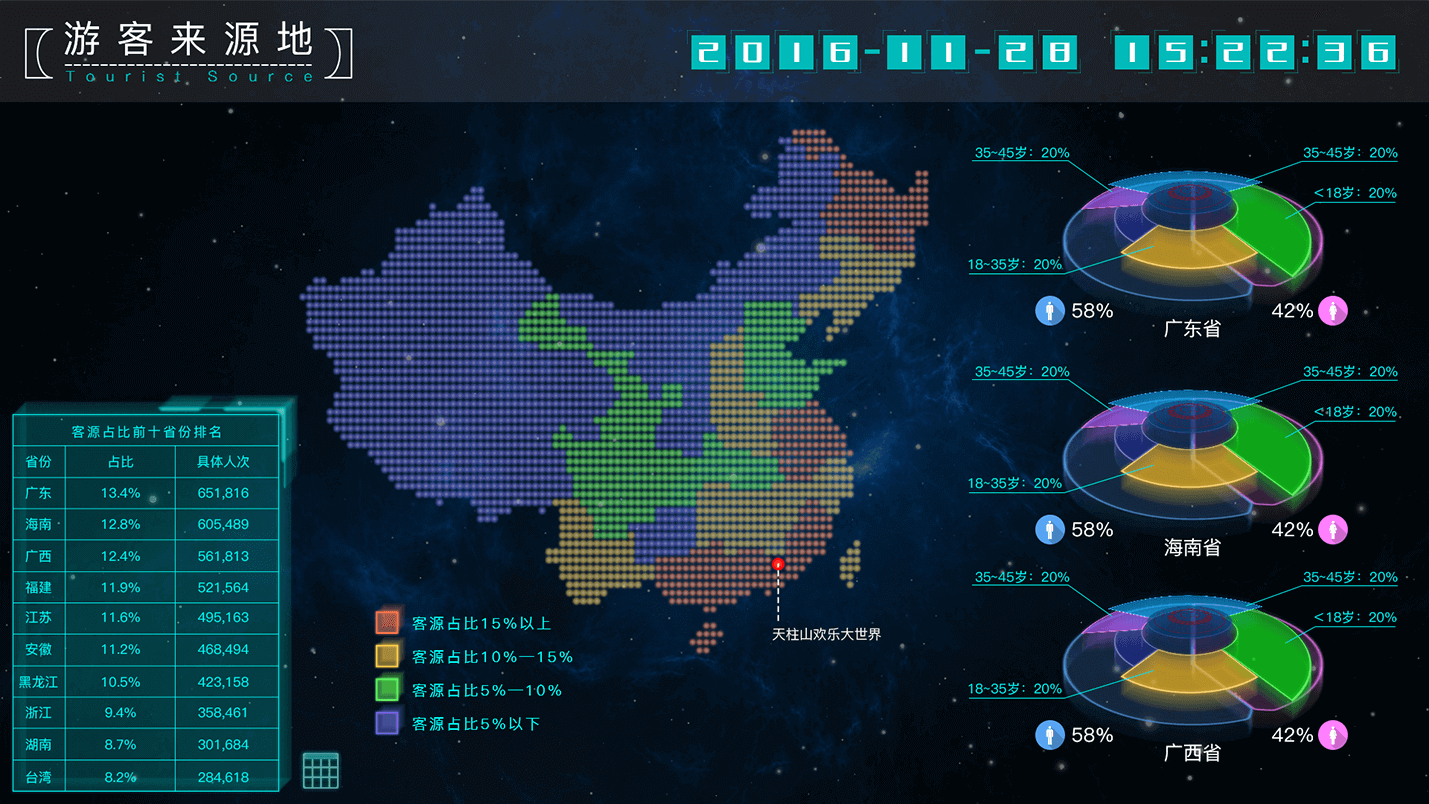 游客来源地
Tourist Source
2016-11-28 15:22:36
35~45岁：20%
35~45岁：20%
<18岁：20%
18~35岁：20%
58%
42%
广东省
35~45岁：20%
35~45岁：20%
<18岁：20%
18~35岁：20%
58%
42%
海南省
35~45岁：20%
35~45岁：20%
<18岁：20%
18~35岁：20%
58%
42%
广西省
天柱山欢乐大世界
客源占比15%以上
客源占比10%—15%
客源占比5%—10%
客源占比5%以下
客源占比前十省份排名
省份 占比 具体人次
广东 13.4% 651,816
海南 12.8% 605,489
广西 12.4% 561,813
福建 11.9% 521,564
江苏 11.6% 495,163
安徽 11.2% 468,494
黑龙江 10.5% 423,158
浙江 9.4% 358,461
湖南 8.7% 301,684
台湾 8.2% 284,618